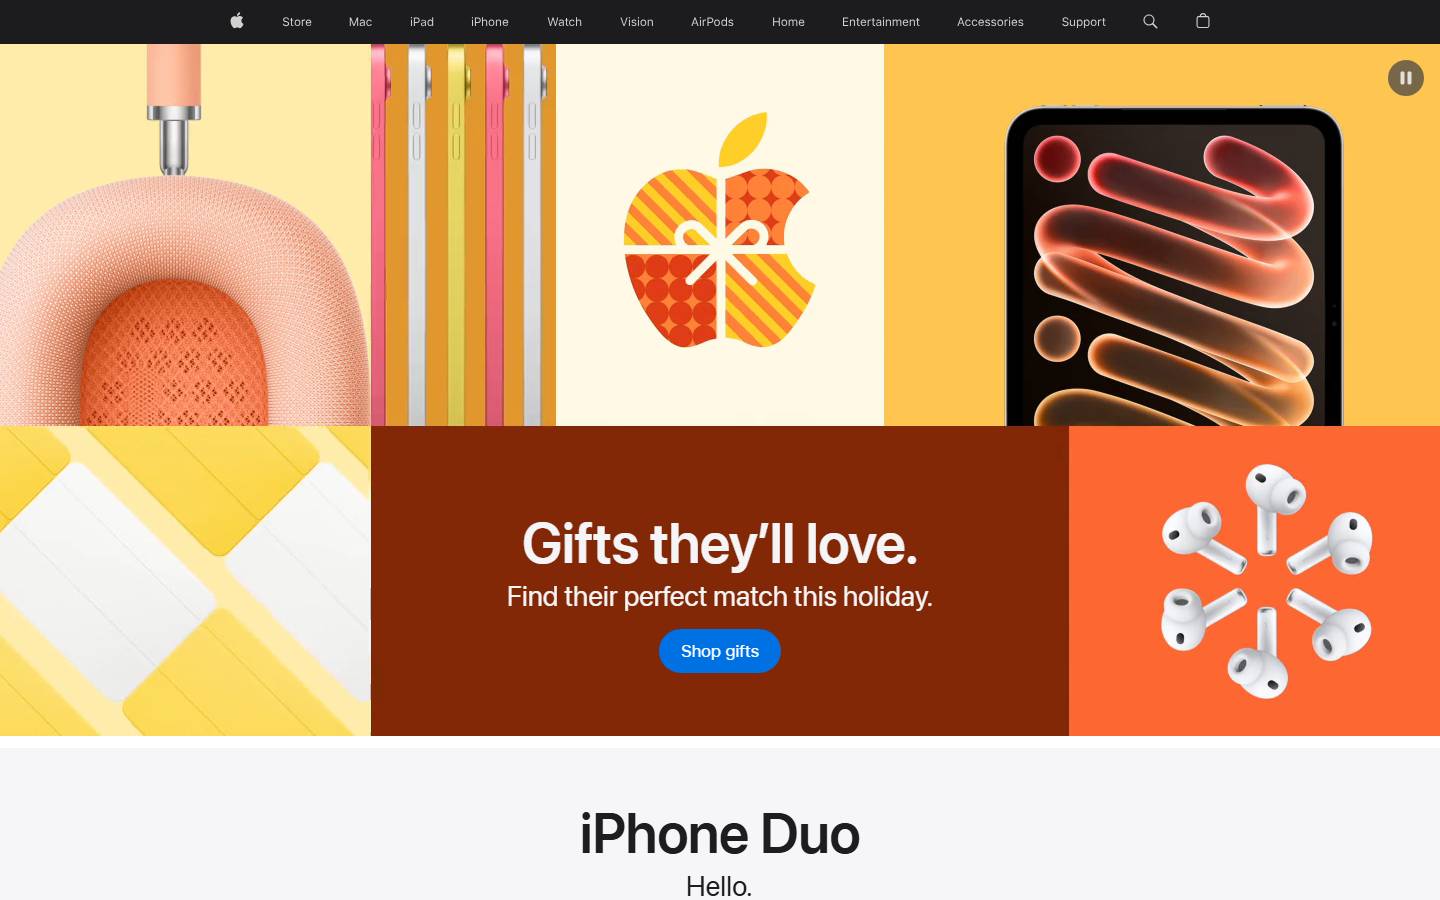 Store Mac iPad iPhone Watch Vision AirPods Home Entertainment Accessories Support
Gifts they’ll love.
Find their perfect match this holiday.
Shop gifts
iPhone Duo
Hello.